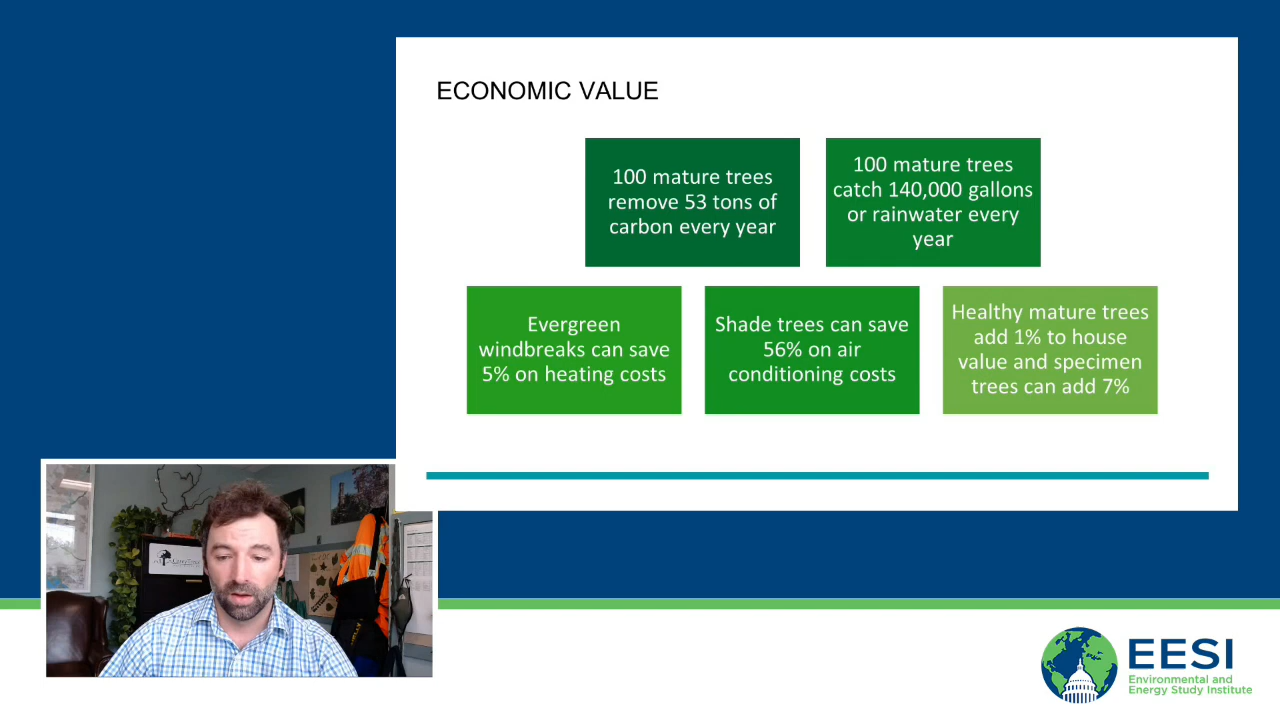 ECONOMIC VALUE
100 mature trees
remove 53 tons of
carbon every year
100 mature trees
catch 140,000 gallons
or rainwater every
year
Evergreen
windbreaks can save
5% on heating costs
Shade trees can save
56% on air
conditioning costs
Healthy mature trees
add 1% to house
value and specimen
trees can add 7%
EESI
Environmental and
Energy Study Institute